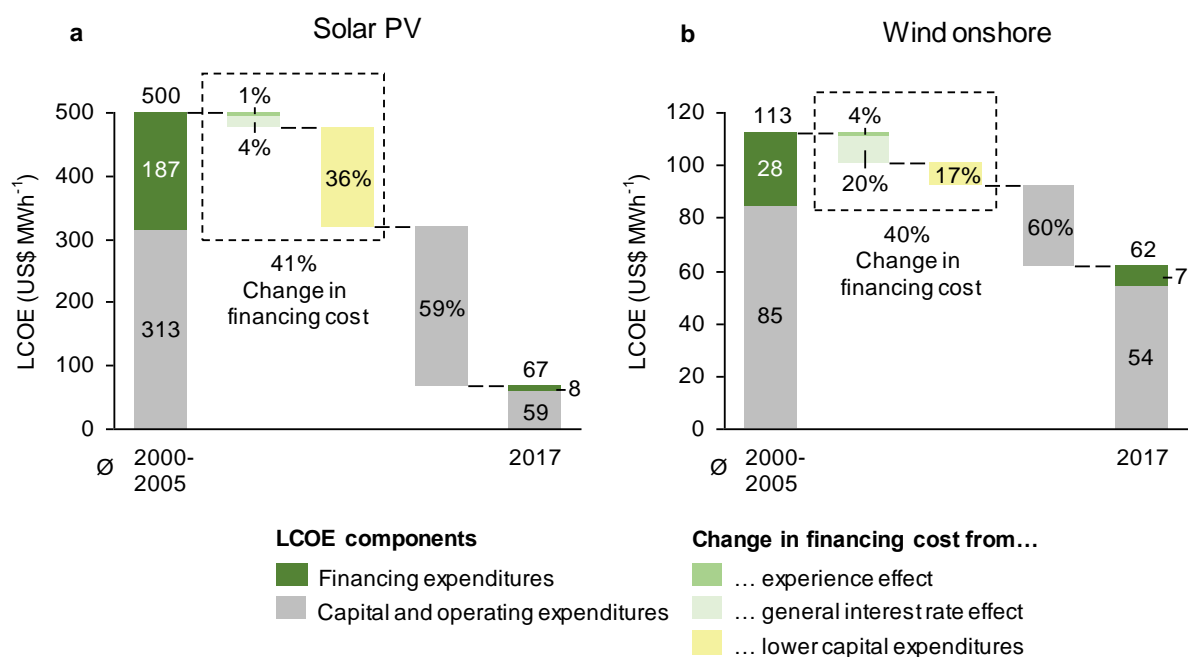 a
Solar PV
LCOE (US$ MWh⁻¹)
500
400
300
200
100
0
500
187
313
1%
4%
36%
41%
Change in
financing cost
59%
67
8
59
Ø
2000-
2005
2017
b
Wind onshore
LCOE (US$ MWh⁻¹)
120
100
80
60
40
20
0
113
28
85
4%
20%
17%
40%
Change in
financing cost
60%
62
7
54
Ø
2000-
2005
2017
LCOE components
Financing expenditures
Capital and operating expenditures
Change in financing cost from…
… experience effect
… general interest rate effect
… lower capital expenditures